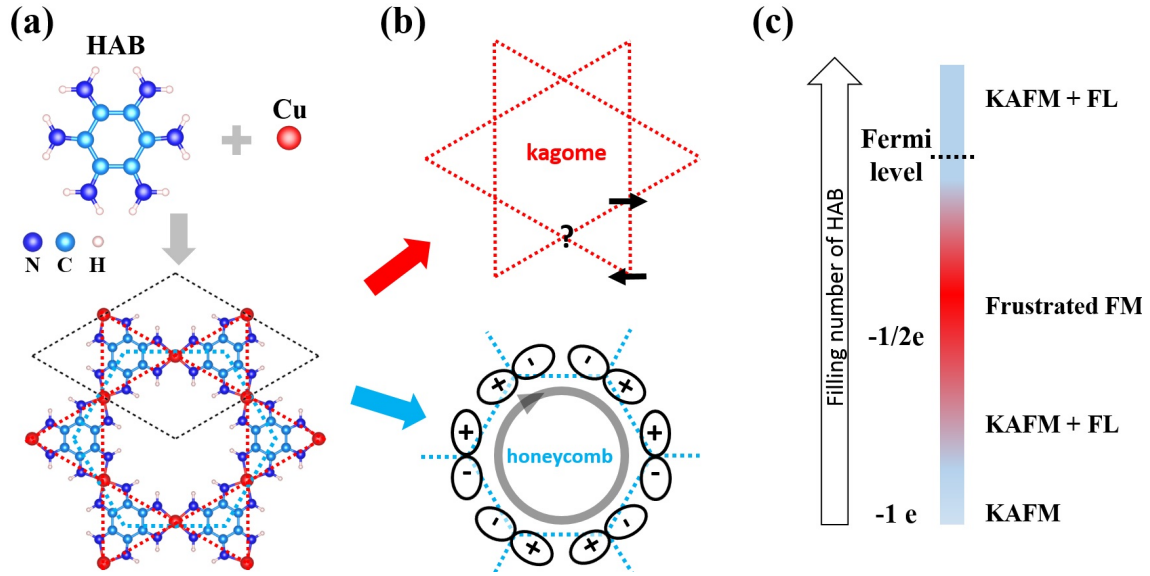 (a)
HAB
Cu
N C H
(b)
kagome
?
honeycomb
+ -
+ -
+ -
+ -
+ -
+ -
(c)
Filling number of HAB
Fermi
level
-1/2e
-1 e
KAFM + FL
Frustrated FM
KAFM + FL
KAFM